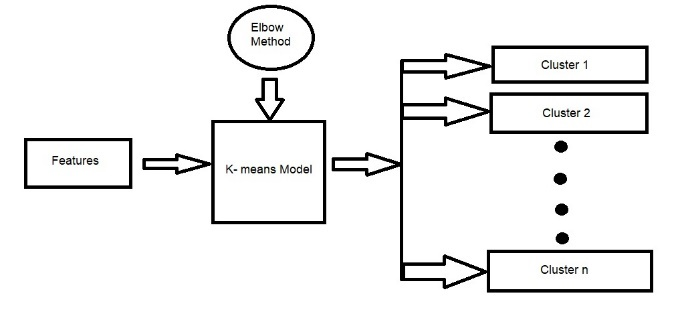 Elbow
Method
Features
K- means Model
Cluster 1
Cluster 2
Cluster n